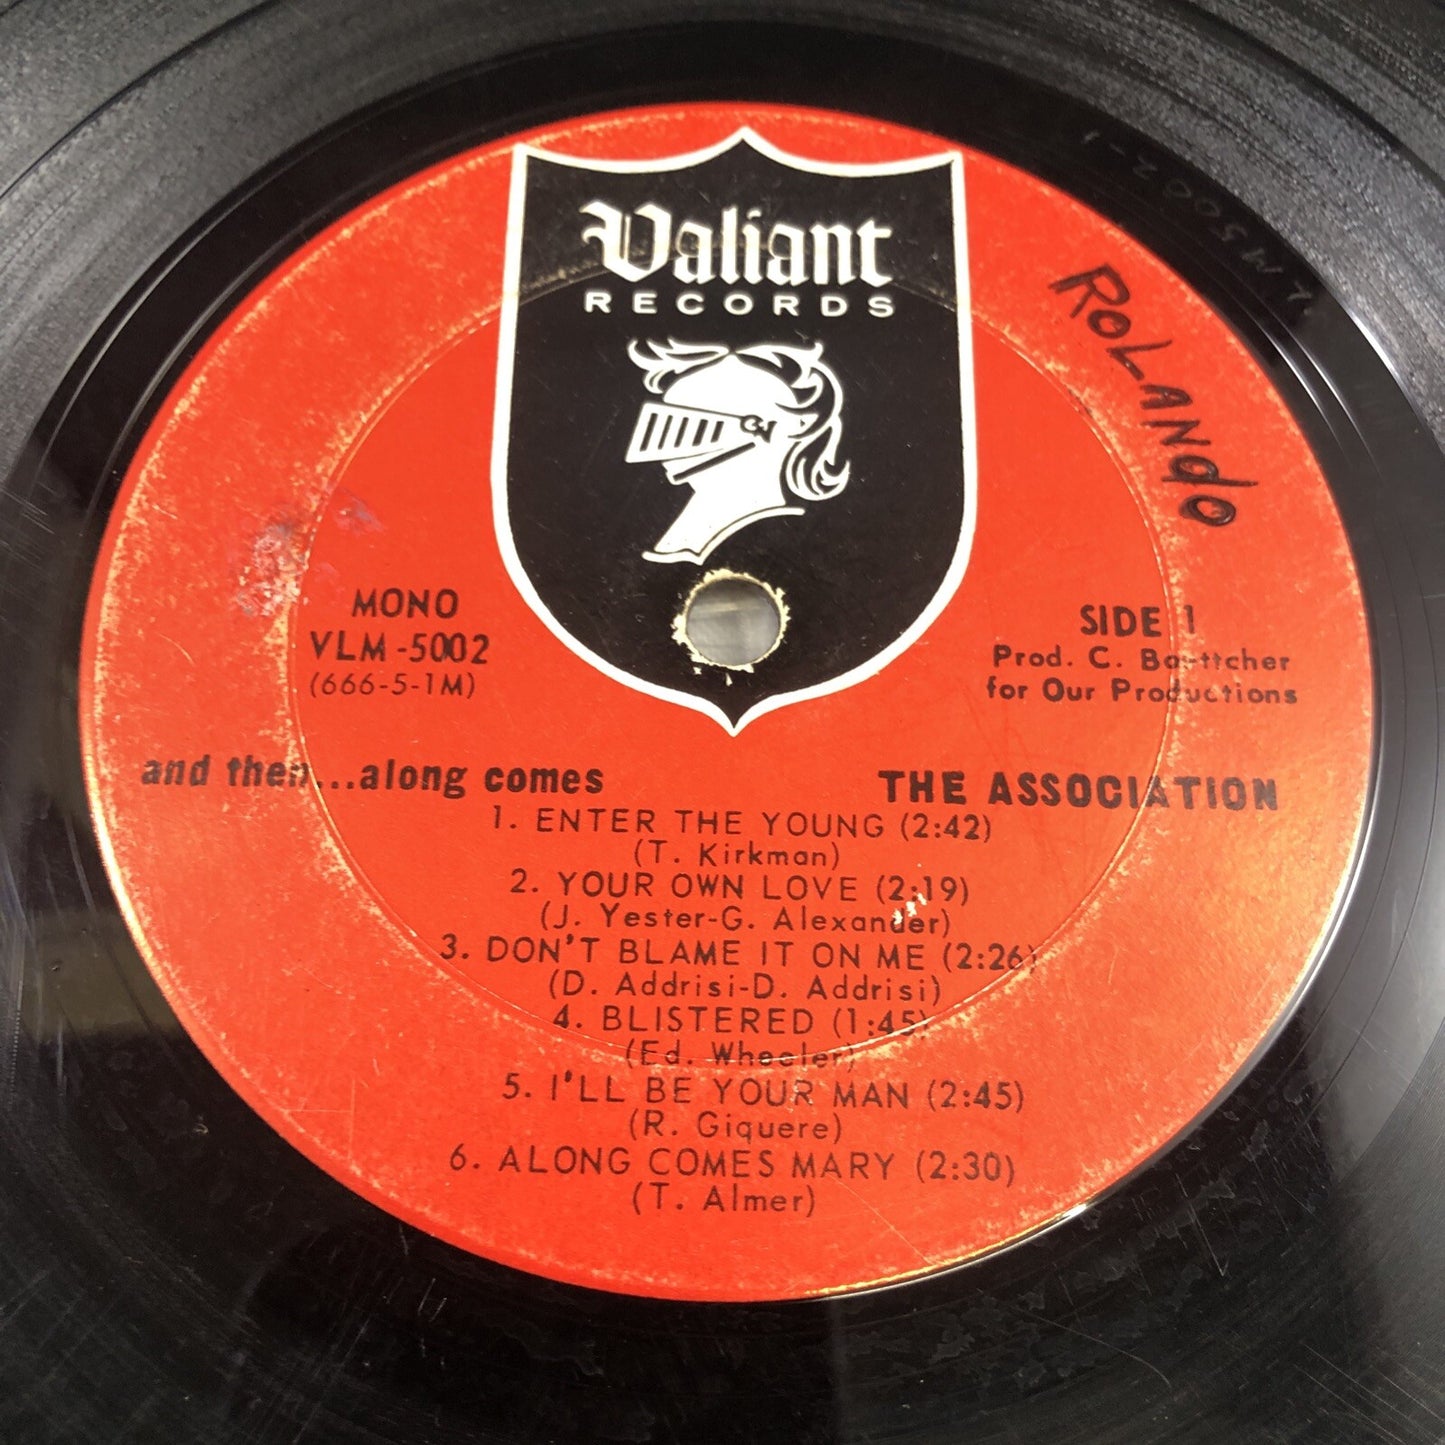 Valiant
RECORDS
ROLANdO
MONO
VLM-5002
(666-5-1M)
SIDE 1
Prod. C. Boettcher
for Our Productions
and then...along comes
THE ASSOCIATION
1. ENTER THE YOUNG (2:42)
(T. Kirkman)
2. YOUR OWN LOVE (2:19)
(J. Yester-G. Alexander)
3. DON'T BLAME IT ON ME (2:26)
(D. Addrisi-D. Addrisi)
4. BLISTERED (1:45)
(Ed. Wheeler)
5. I'LL BE YOUR MAN (2:45)
(R. Giquere)
6. ALONG COMES MARY (2:30)
(T. Almer)